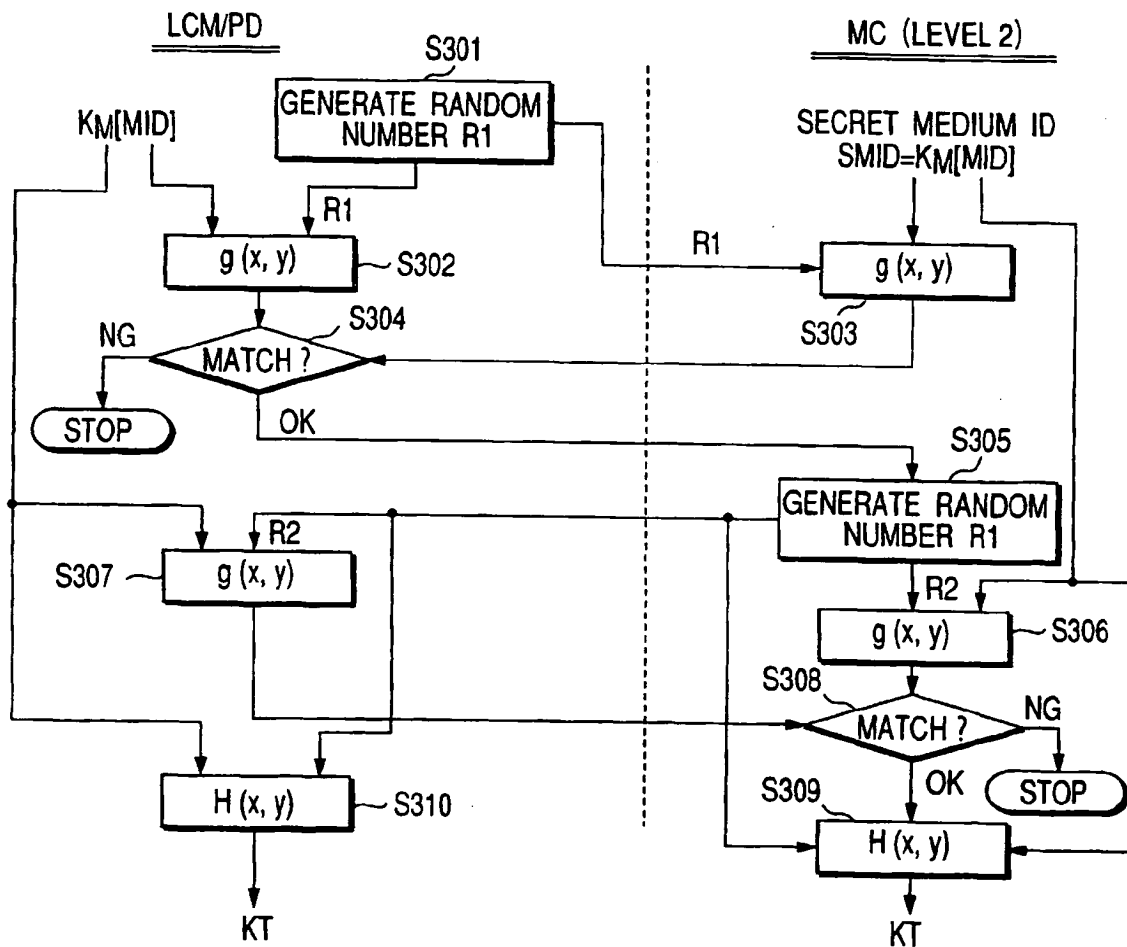 LCM/PD
MC (LEVEL 2)
S301
GENERATE RANDOM
NUMBER R1
KM[MID]
SECRET MEDIUM ID
SMID=KM[MID]
R1
R1
g (x, y)
S302
g (x, y)
S303
S304
NG
MATCH ?
STOP
OK
S305
GENERATE RANDOM
NUMBER R1
R2
S307
g (x, y)
R2
g (x, y)
S306
S308
MATCH ?
NG
OK
STOP
H (x, y)
S310
S309
H (x, y)
KT
KT